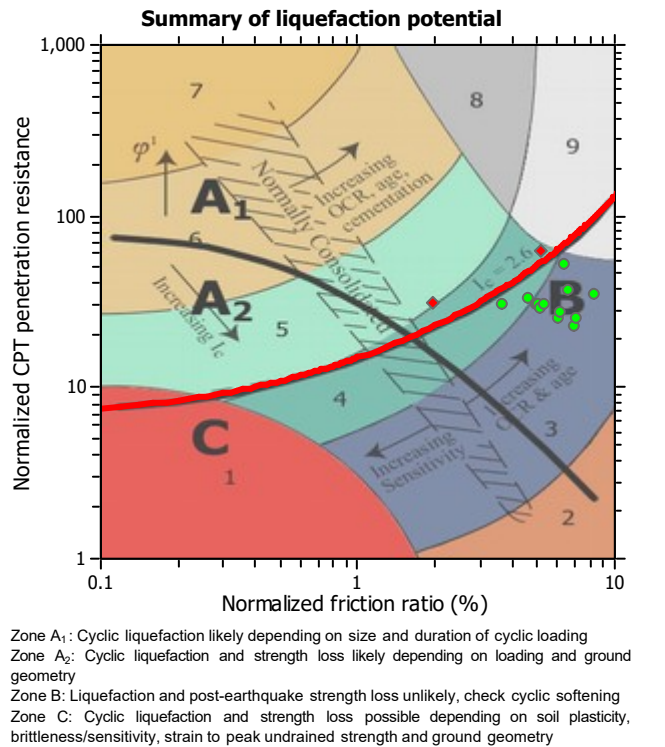 Summary of liquefaction potential
Normalized CPT penetration resistance
1,000
100
10
1
7
8
9
φ'
A1
Increasing
OCR, age,
cementation
Normally Consolidated
6
A2
Increasing Ic
5
Ic = 2.6
B
4
Increasing
OCR & age
3
Increasing
Sensitivity
C
1
2
0.1
1
10
Normalized friction ratio (%)
Zone A1: Cyclic liquefaction likely depending on size and duration of cyclic loading
Zone A2: Cyclic liquefaction and strength loss likely depending on loading and ground
geometry
Zone B: Liquefaction and post-earthquake strength loss unlikely, check cyclic softening
Zone C: Cyclic liquefaction and strength loss possible depending on soil plasticity,
brittleness/sensitivity, strain to peak undrained strength and ground geometry